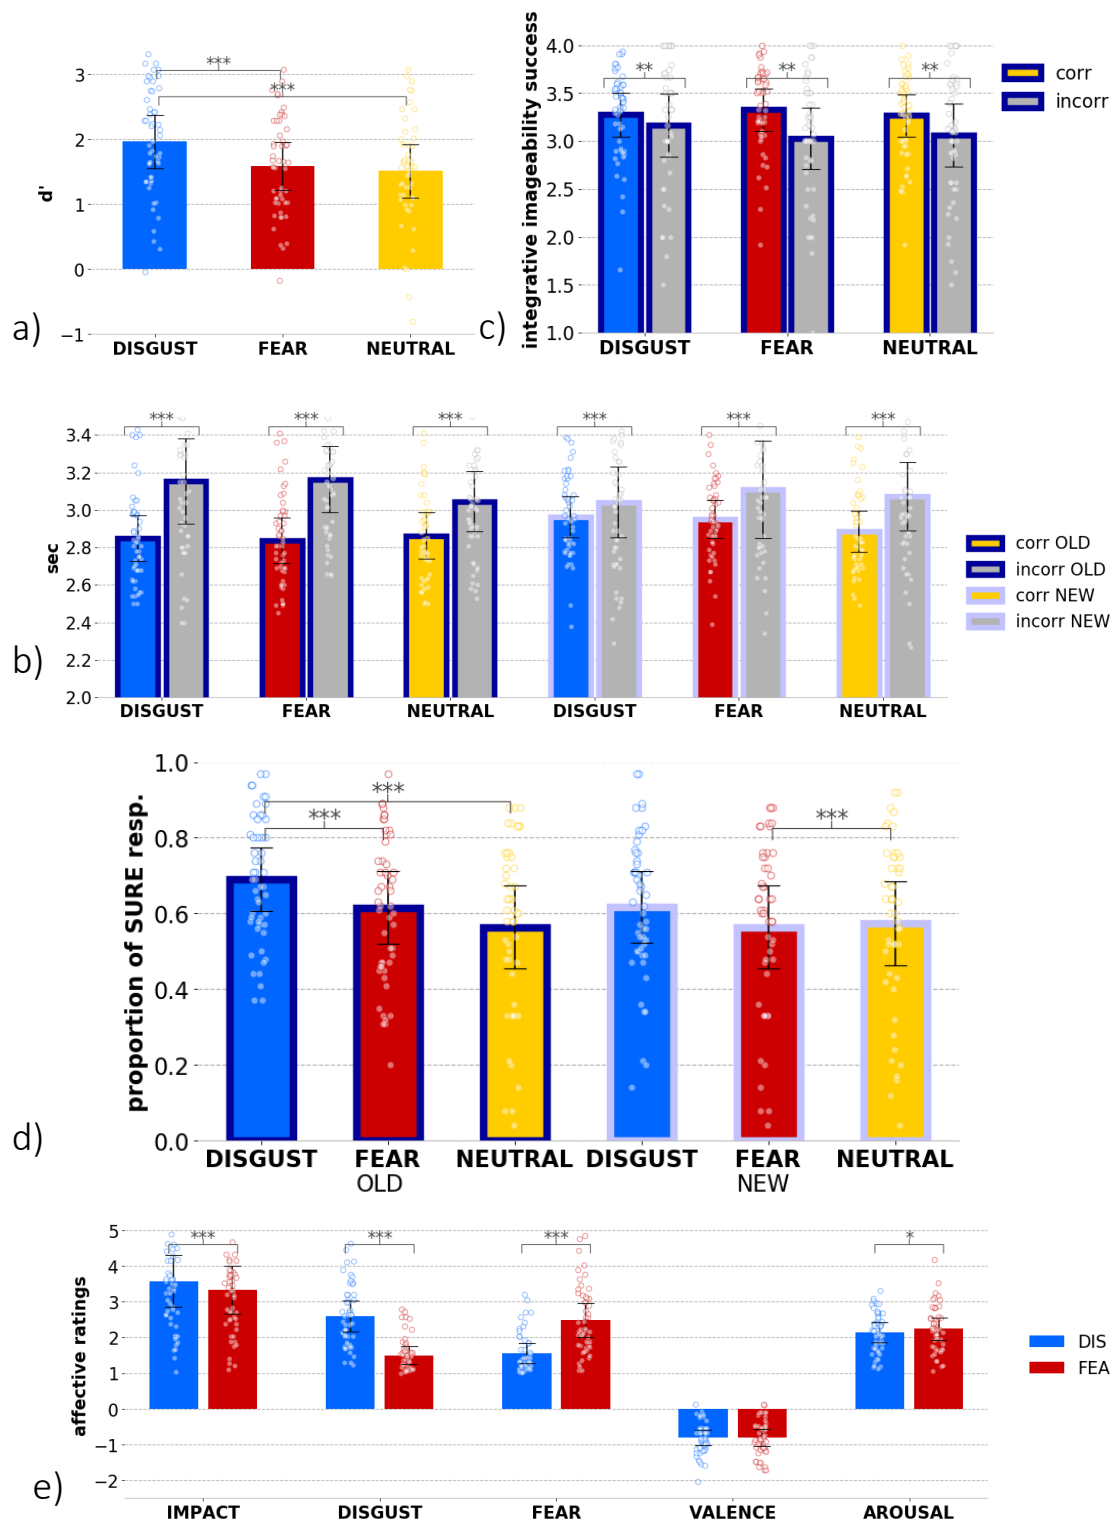 ***
***
3
2
1
0
−1
d'
DISGUST FEAR NEUTRAL
a)
4.0
3.5
3.0
2.5
2.0
1.5
1.0
integrative imageability success
** ** **
DISGUST FEAR NEUTRAL
c)
corr
incorr
*** *** *** *** *** ***
3.4
3.2
3.0
2.8
2.6
2.4
2.2
2.0
sec
DISGUST FEAR NEUTRAL DISGUST FEAR NEUTRAL
b)
corr OLD
incorr OLD
corr NEW
incorr NEW
1.0
0.8
0.6
0.4
0.2
0.0
proportion of SURE resp.
***
*** ***
DISGUST FEAR NEUTRAL DISGUST FEAR NEUTRAL
OLD NEW
d)
5
4
3
2
1
0
−1
−2
affective ratings
*** *** *** *
IMPACT DISGUST FEAR VALENCE AROUSAL
e)
DIS
FEA